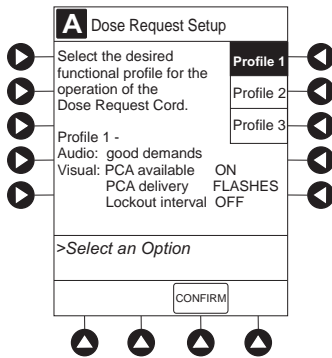 A Dose Request Setup
Select the desired
functional profile for the
operation of the
Dose Request Cord.
Profile 1
Profile 2
Profile 3
Profile 1 -
Audio: good demands
Visual: PCA available ON
PCA delivery FLASHES
Lockout interval OFF
>Select an Option
CONFIRM